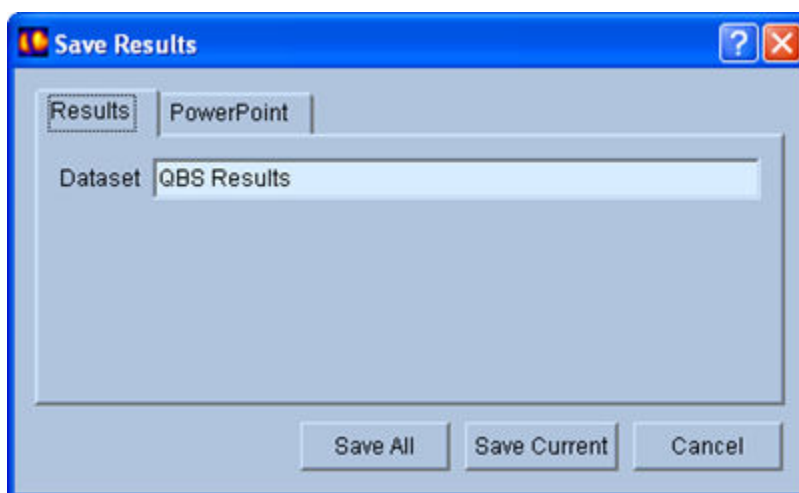 Save Results
Results PowerPoint
Dataset QBS Results
Save All Save Current Cancel